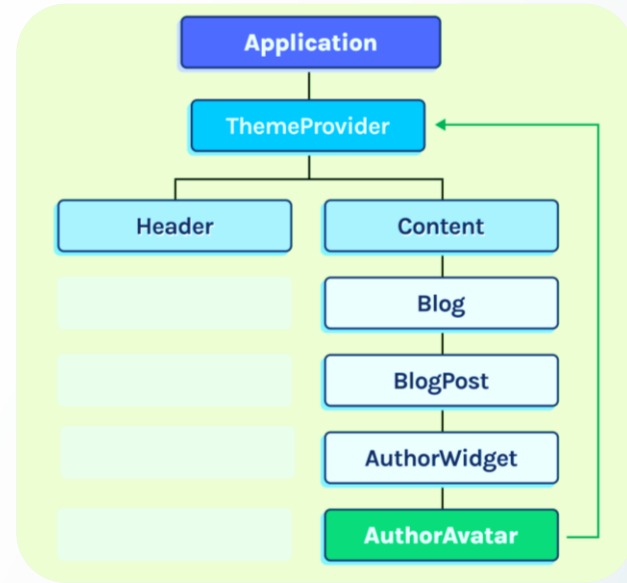 Application
ThemeProvider
Header
Content
Blog
BlogPost
AuthorWidget
AuthorAvatar